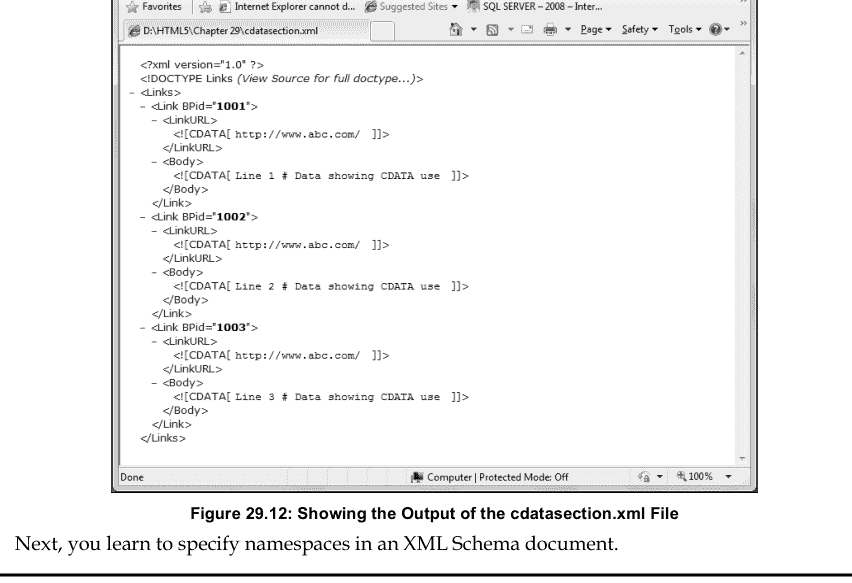 Favorites Internet Explorer cannot d... Suggested Sites SQL SERVER – 2008 – Inter...
D:\HTML5\Chapter 29\cdatasection.xml Page Safety Tools
<?xml version="1.0" ?>
<!DOCTYPE Links (View Source for full doctype...)>
- <Links>
- <Link BPid="1001">
- <LinkURL>
<![CDATA[ http://www.abc.com/ ]]>
</LinkURL>
- <Body>
<![CDATA[ Line 1 # Data showing CDATA use ]]>
</Body>
</Link>
- <Link BPid="1002">
- <LinkURL>
<![CDATA[ http://www.abc.com/ ]]>
</LinkURL>
- <Body>
<![CDATA[ Line 2 # Data showing CDATA use ]]>
</Body>
</Link>
- <Link BPid="1003">
- <LinkURL>
<![CDATA[ http://www.abc.com/ ]]>
</LinkURL>
- <Body>
<![CDATA[ Line 3 # Data showing CDATA use ]]>
</Body>
</Link>
</Links>
Done Computer | Protected Mode: Off 100%
Figure 29.12: Showing the Output of the cdatasection.xml File
Next, you learn to specify namespaces in an XML Schema document.